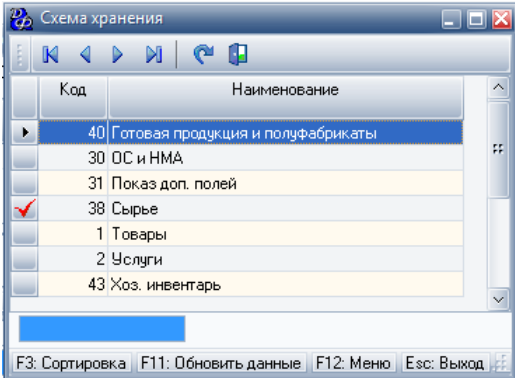 Схема хранения
Код Наименование
40 Готовая продукция и полуфабрикаты
30 ОС и НМА
31 Показ доп. полей
38 Сырье
1 Товары
2 Услуги
43 Хоз. инвентарь
F3: Сортировка F11: Обновить данные F12: Меню Esc: Выход